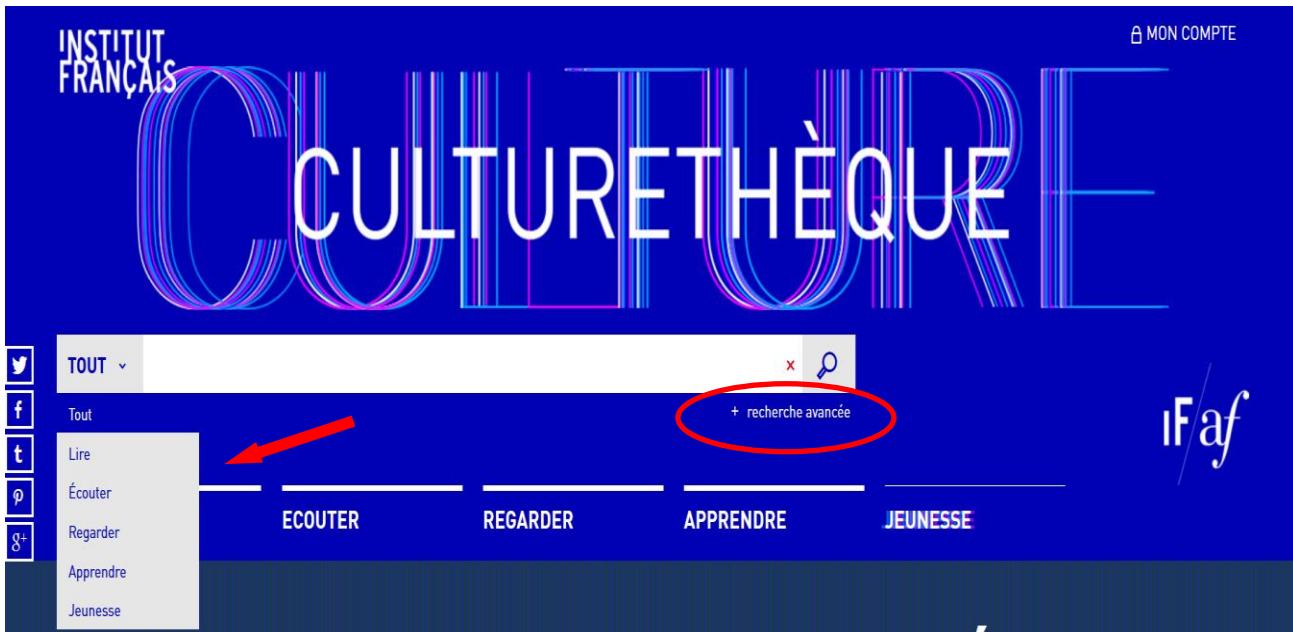 INSTITUT
FRANÇAIS
MON COMPTE
CULTURE
CULTURETHÈQUE
TOUT
x
+ recherche avancée
Tout
Lire
Écouter
Regarder
Apprendre
Jeunesse
ECOUTER
REGARDER
APPRENDRE
JEUNESSE
IF/af